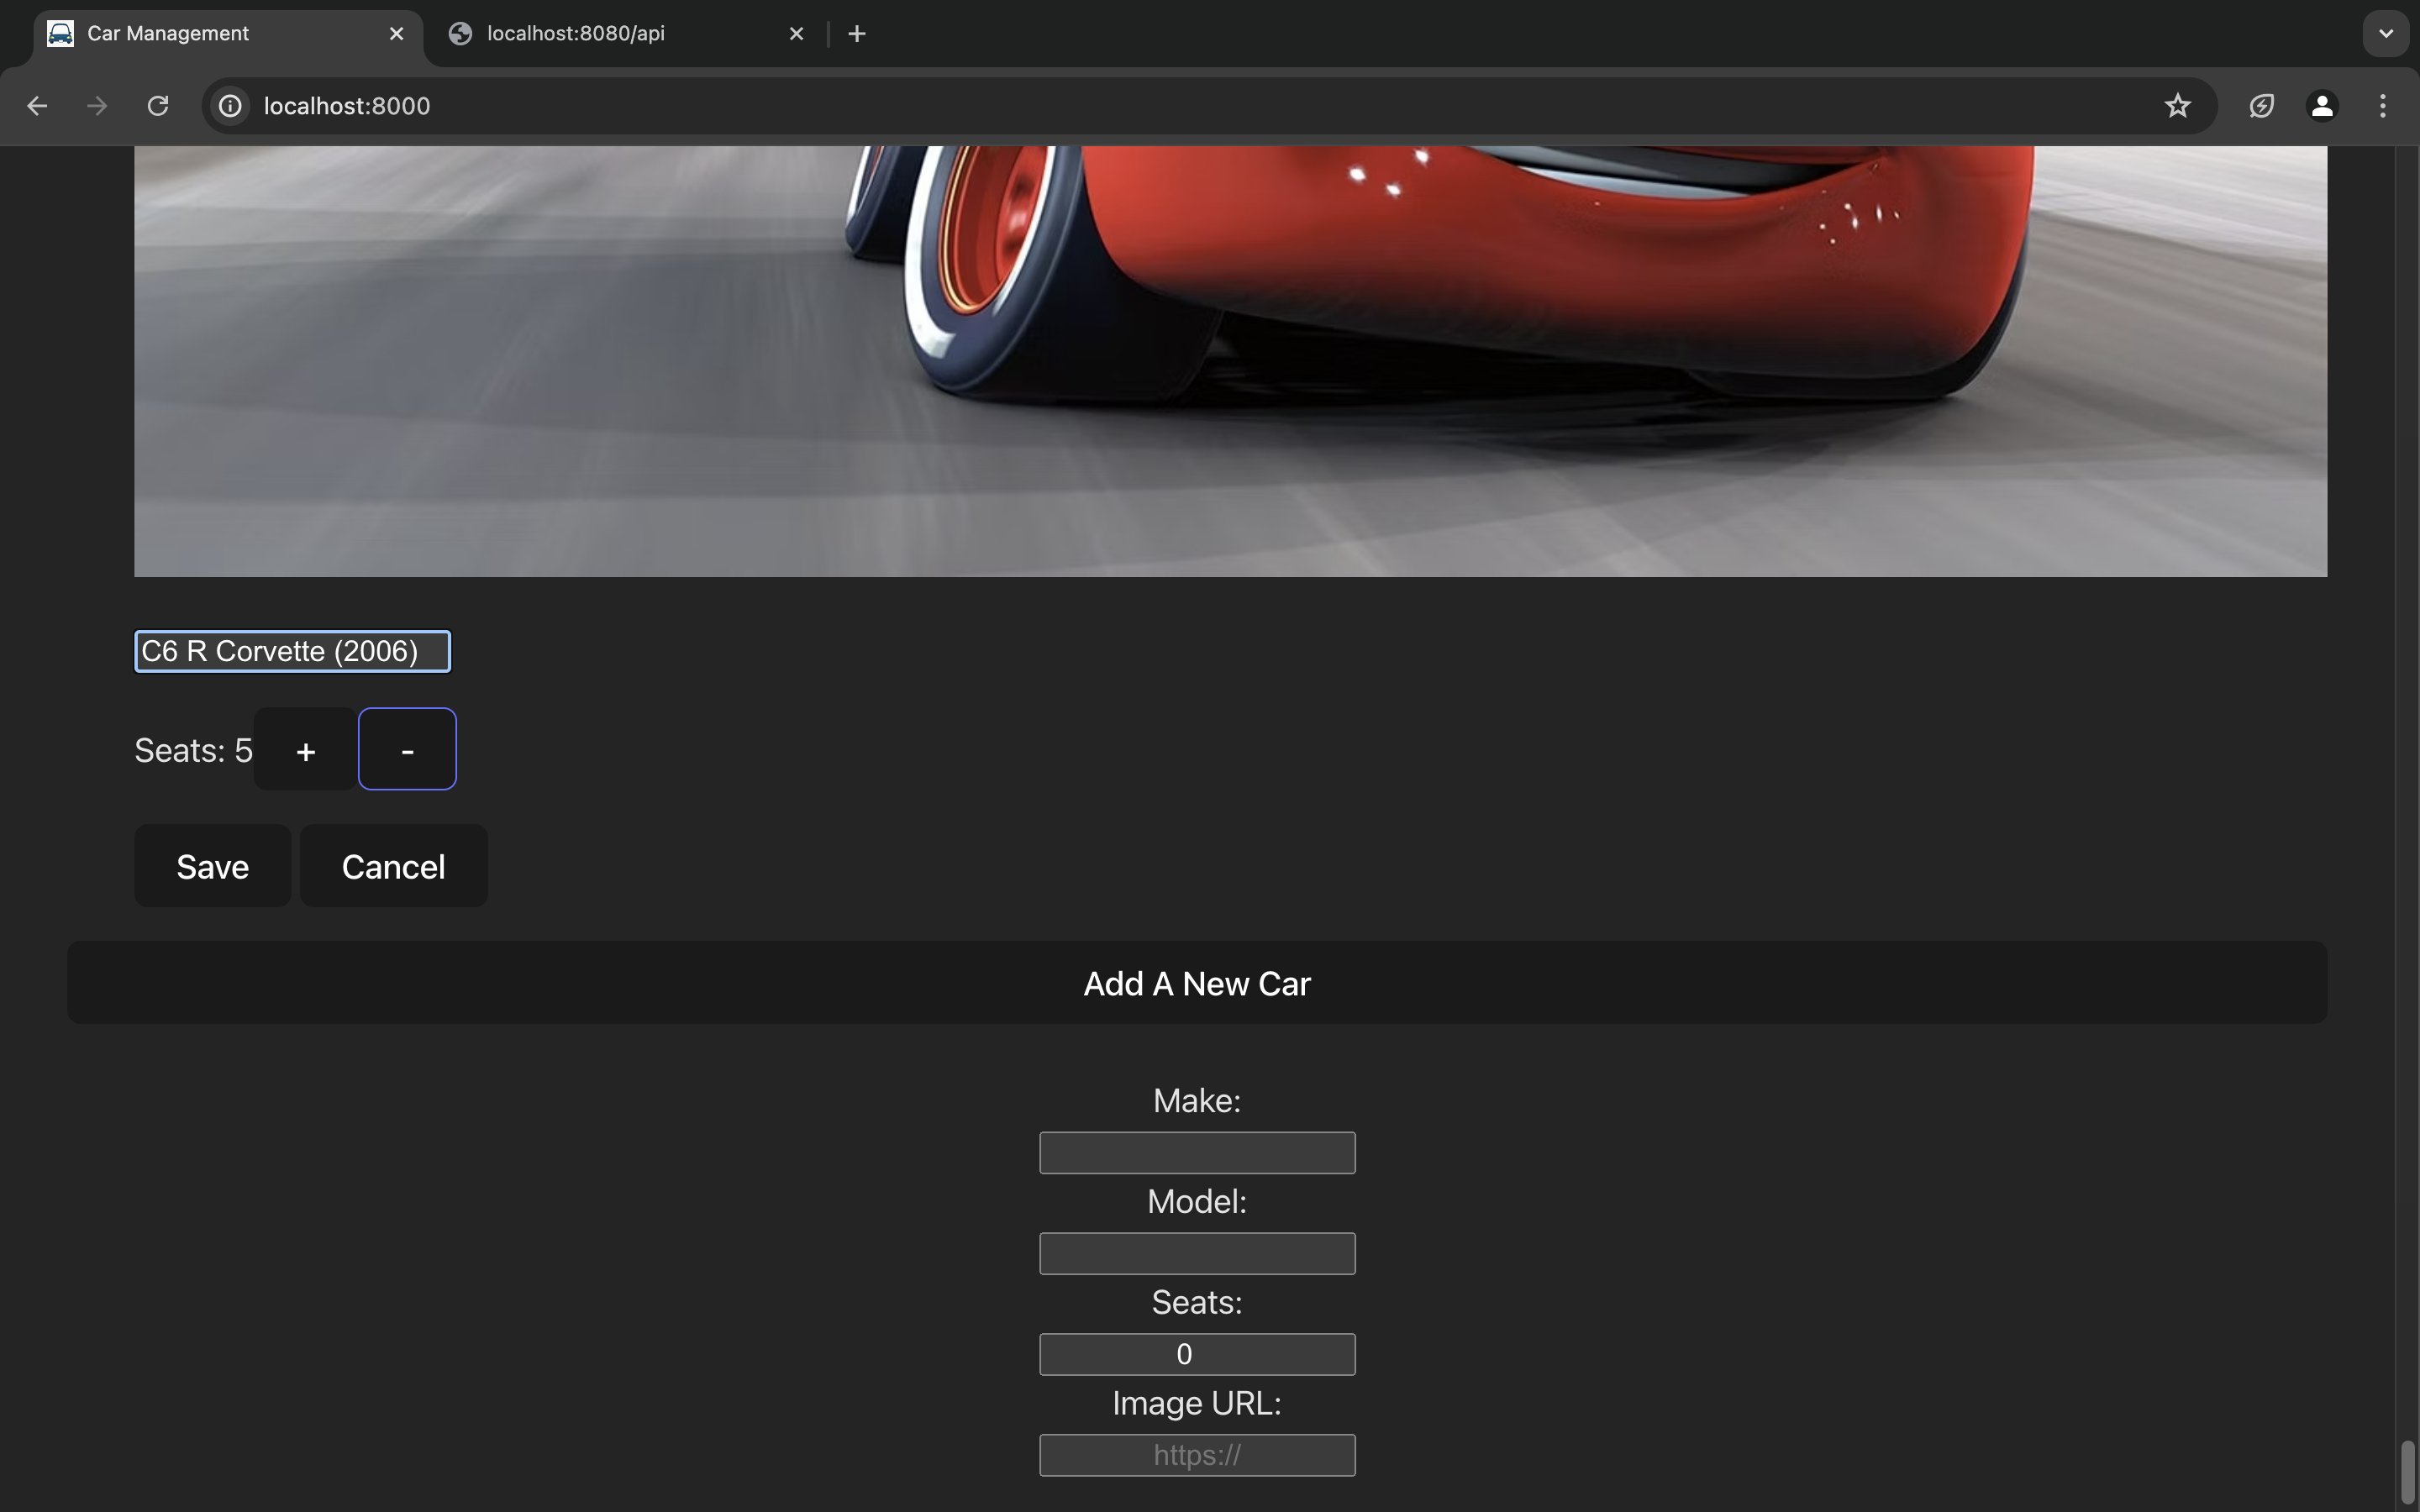 Car Management
localhost:8080/api
localhost:8000
C6 R Corvette (2006)
Seats: 5 + -
Save Cancel
Add A New Car
Make:
Model:
Seats:
0
Image URL:
https://